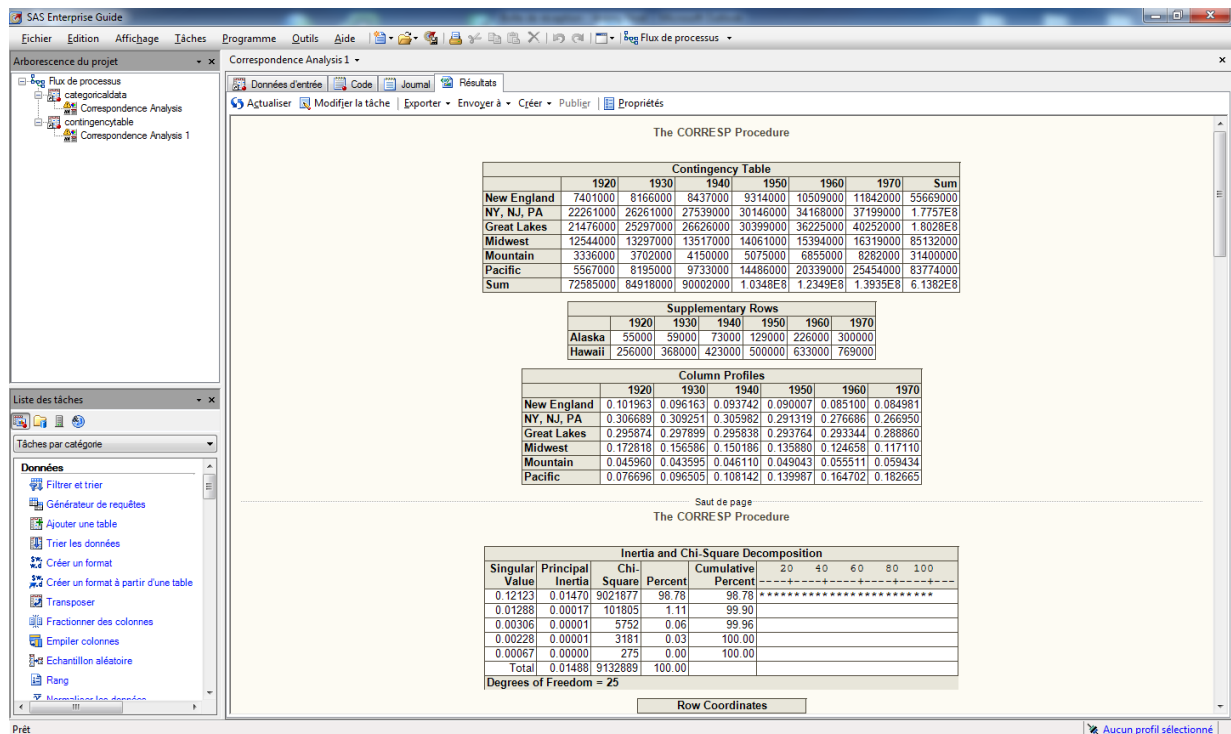 SAS Enterprise Guide
Fichier Edition Affichage Tâches Programme Outils Aide Flux de processus
Arborescence du projet
Flux de processus
categoricaldata
Correspondence Analysis
contingencytable
Correspondence Analysis 1
Liste des tâches
Tâches par catégorie
Données
Filtrer et trier
Générateur de requêtes
Ajouter une table
Trier les données
Créer un format
Créer un format à partir d'une table
Transposer
Fractionner des colonnes
Empiler colonnes
Echantillon aléatoire
Rang
Normaliser les données
Correspondence Analysis1
Données d'entrée Code Journal Résultats
Actualiser Modifier la tâche Exporter Envoyer à Créer Publier Propriétés
The CORRESP Procedure
Contingency Table
1920 1930 1940 1950 1960 1970 Sum
New England 7401000 8166000 8437000 9314000 10509000 11842000 55669000
NY, NJ, PA 22261000 26261000 27539000 30146000 34168000 37199000 1.7757E8
Great Lakes 21476000 25297000 26626000 30399000 36225000 40252000 1.8028E8
Midwest 12544000 13297000 13517000 14061000 15394000 16319000 85132000
Mountain 3336000 3702000 4150000 5075000 6855000 8282000 31400000
Pacific 5567000 8195000 9733000 14486000 20339000 25454000 83774000
Sum 72585000 84918000 90002000 1.0348E8 1.2349E8 1.3935E8 6.1382E8
Supplementary Rows
1920 1930 1940 1950 1960 1970
Alaska 55000 59000 73000 129000 226000 300000
Hawaii 256000 368000 423000 500000 633000 769000
Column Profiles
1920 1930 1940 1950 1960 1970
New England 0.101963 0.096163 0.093742 0.090007 0.085100 0.084981
NY, NJ, PA 0.306689 0.309251 0.305982 0.291319 0.276686 0.266950
Great Lakes 0.295874 0.297899 0.295838 0.293764 0.293344 0.288860
Midwest 0.172818 0.156586 0.150186 0.135880 0.124658 0.117110
Mountain 0.045960 0.043595 0.046110 0.049043 0.055511 0.059434
Pacific 0.076696 0.096505 0.108142 0.139987 0.164702 0.182665
Saut de page
The CORRESP Procedure
Inertia and Chi-Square Decomposition
Singular Principal Chi- Cumulative 20 40 60 80 100
Value Inertia Square Percent Percent ----+----+----+----+----+---
0.12123 0.01470 9021877 98.78 98.78 *************************
0.01288 0.00017 101805 1.11 99.90
0.00306 0.00001 5752 0.06 99.96
0.00228 0.00001 3181 0.03 100.00
0.00067 0.00000 275 0.00 100.00
Total 0.01488 9132889 100.00
Degrees of Freedom = 25
Row Coordinates
Prêt
Aucun profil sélectionné